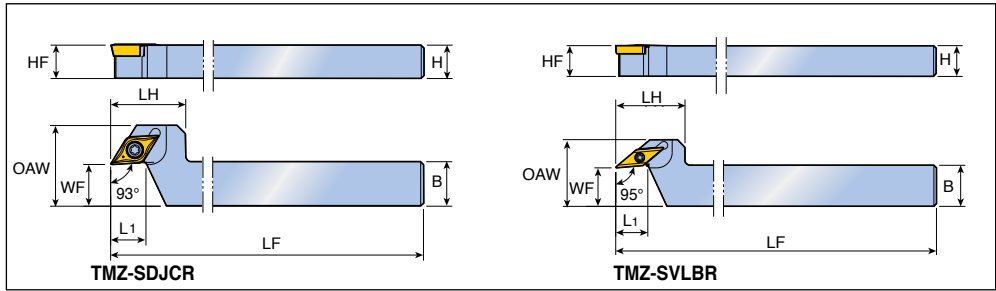 HF
H
LH
OAW
WF
93°
B
L1
LF
TMZ-SDJCR
HF
H
LH
OAW
WF
95°
B
L1
LF
TMZ-SVLBR